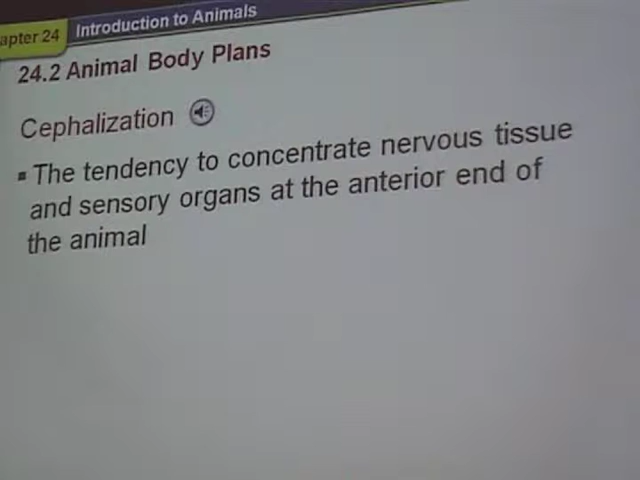 apter 24 Introduction to Animals
24.2 Animal Body Plans
Cephalization
▪ The tendency to concentrate nervous tissue
and sensory organs at the anterior end of
the animal